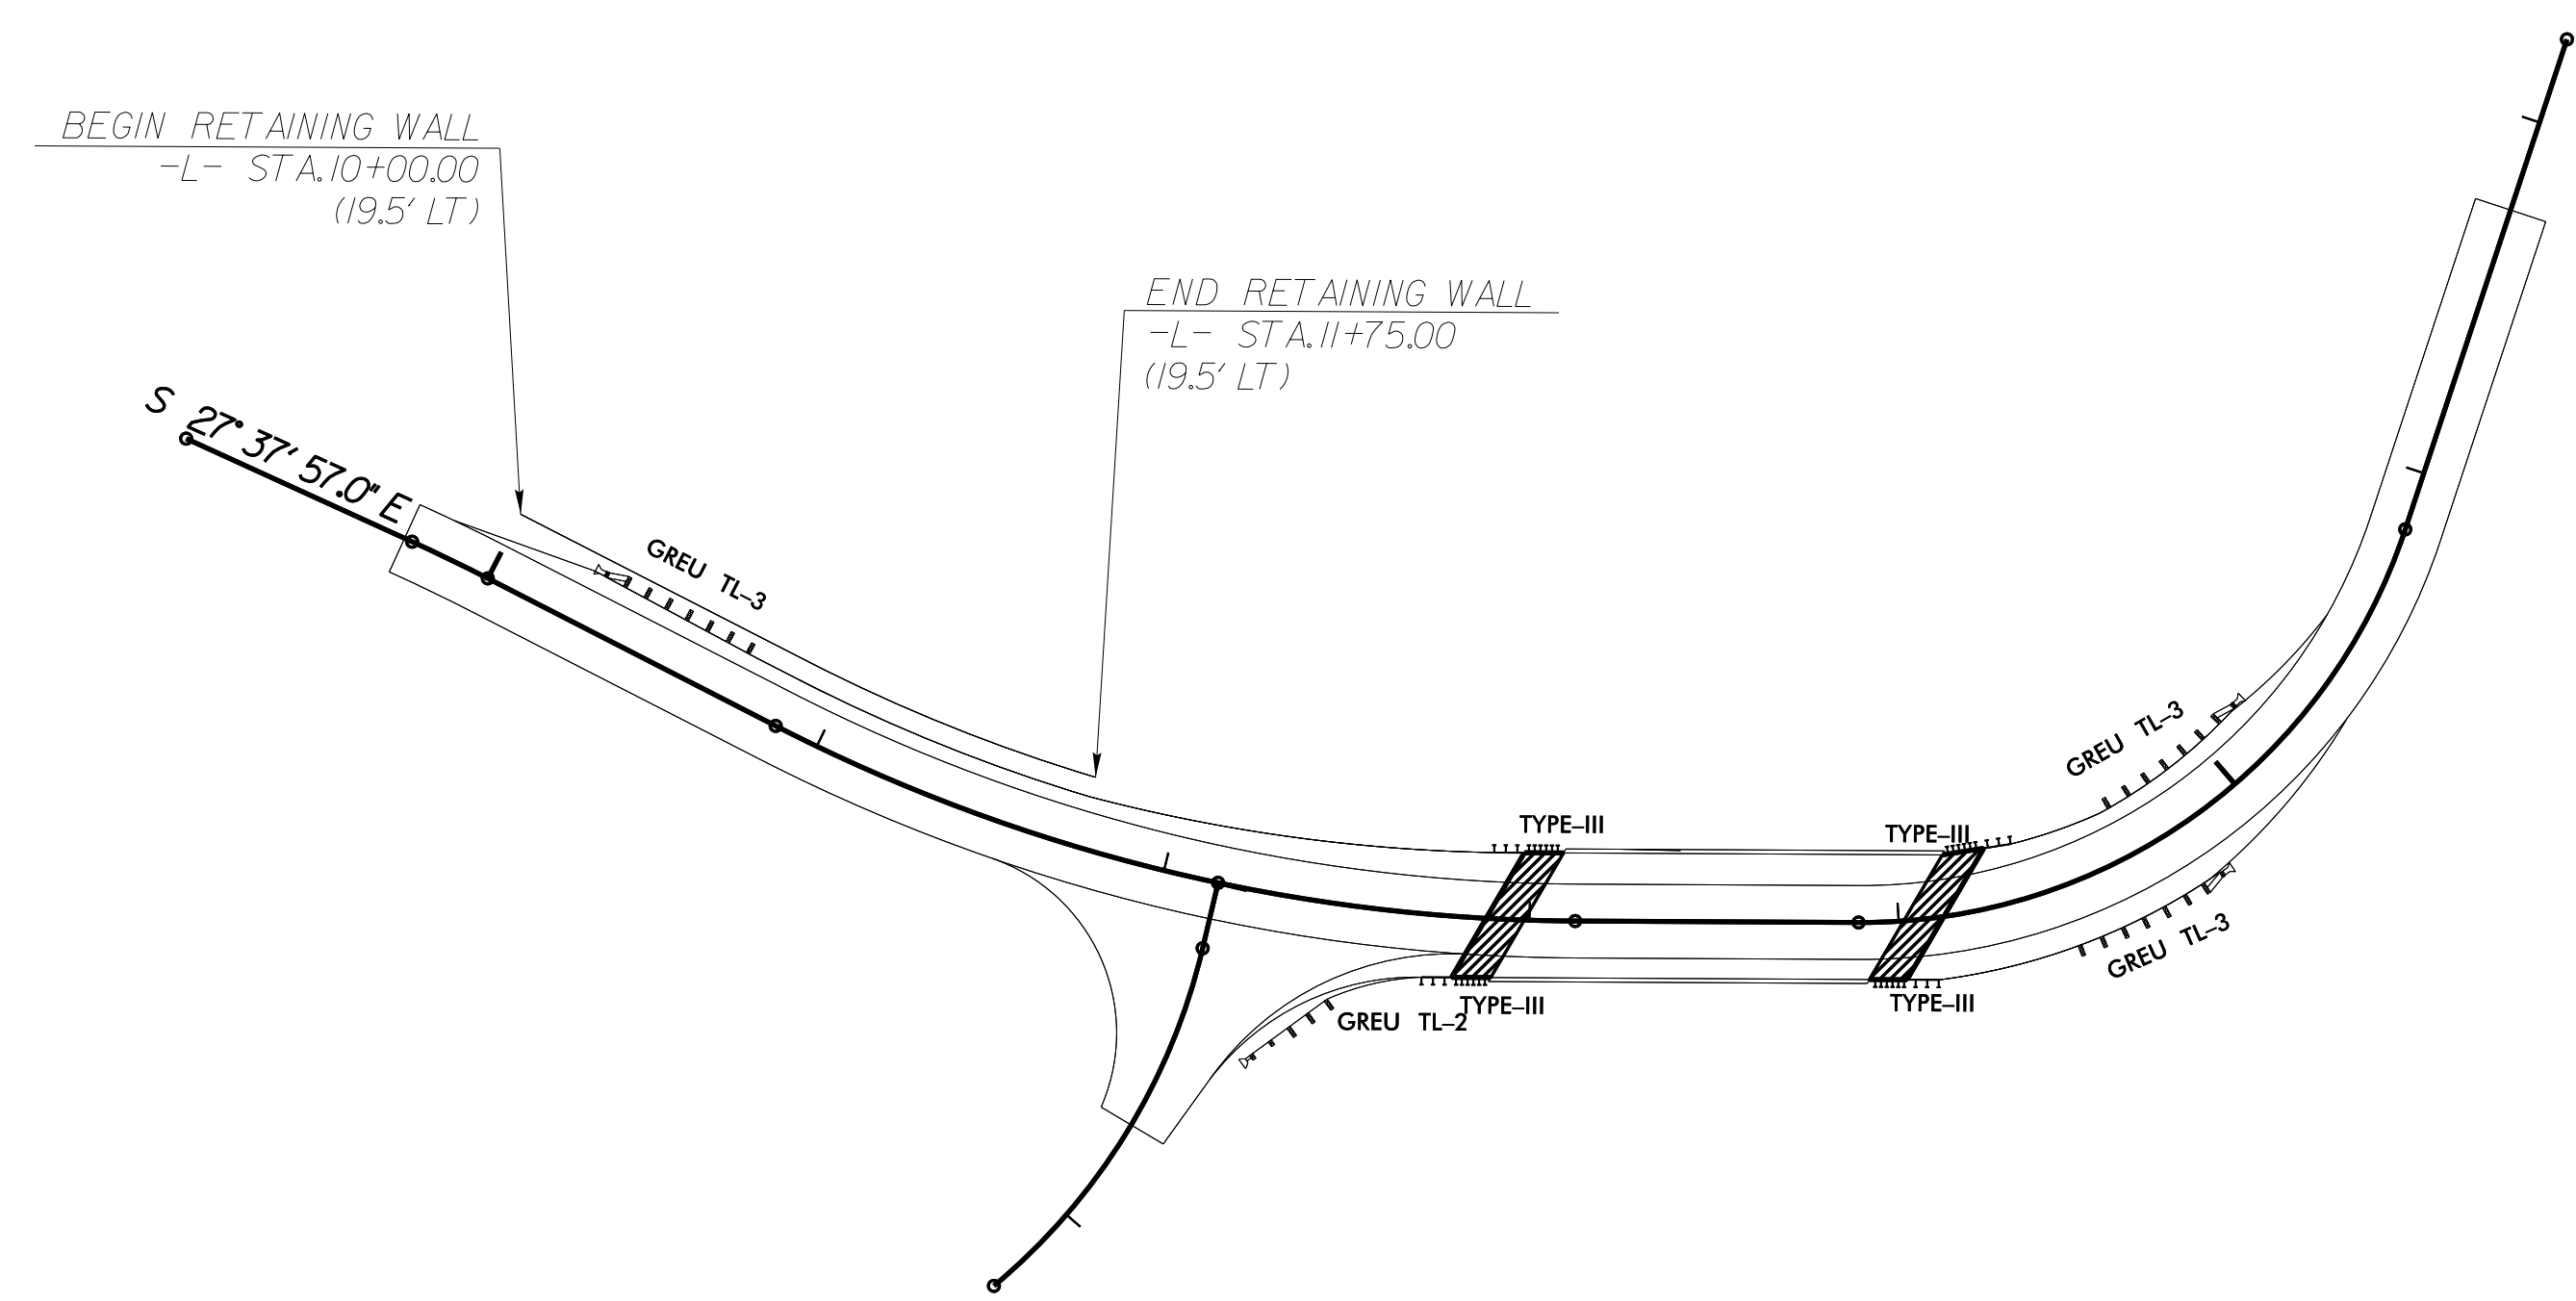 BEGIN RETAINING WALL
-L- STA.10+00.00
(19.5' LT)
END RETAINING WALL
-L- STA.11+75.00
(19.5' LT)
S 27° 37' 57.0" E
GREU TL-3
GREU TL-3
TYPE-III
TYPE-III
GREU TL-3
TYPE-III
TYPE-III
GREU TL-2